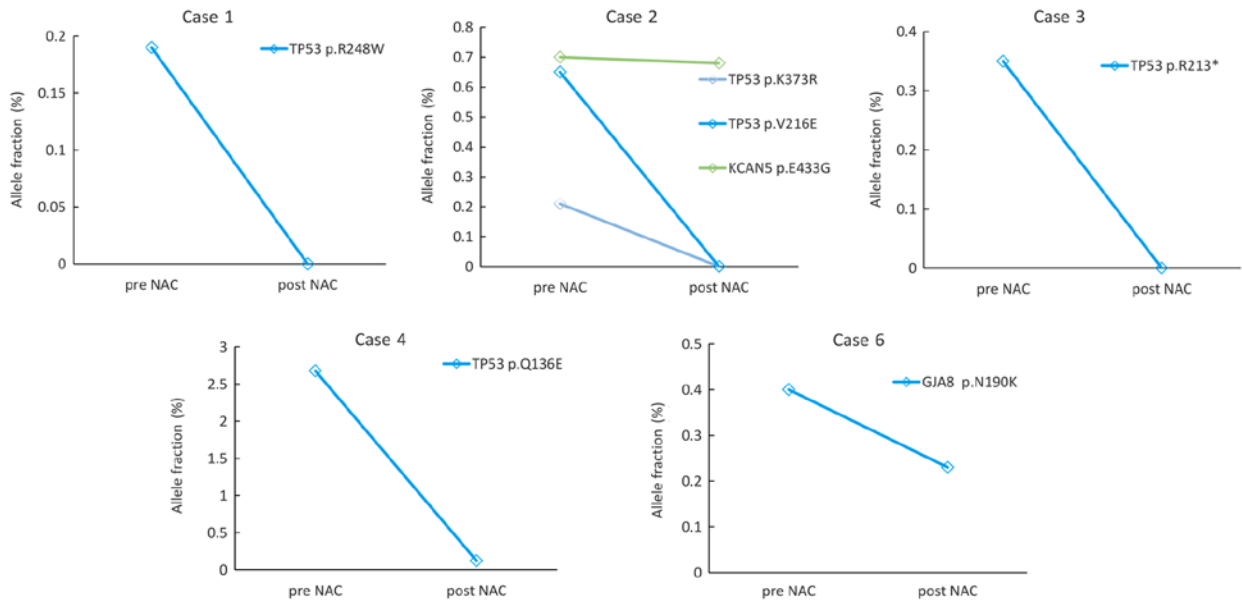 Case 1
0.2
0.15
0.1
0.05
0
Allele fraction (%)
TP53 p.R248W
pre NAC
post NAC
Case 2
0.8
0.7
0.6
0.5
0.4
0.3
0.2
0.1
0
Allele fraction (%)
TP53 p.K373R
TP53 p.V216E
KCAN5 p.E433G
pre NAC
post NAC
Case 3
0.4
0.3
0.2
0.1
0
Allele fraction (%)
TP53 p.R213*
pre NAC
post NAC
Case 4
3
2.5
2
1.5
1
0.5
0
Allele fraction (%)
TP53 p.Q136E
pre NAC
post NAC
Case 6
0.5
0.4
0.3
0.2
0.1
0
Allele fraction (%)
GJA8 p.N190K
pre NAC
post NAC